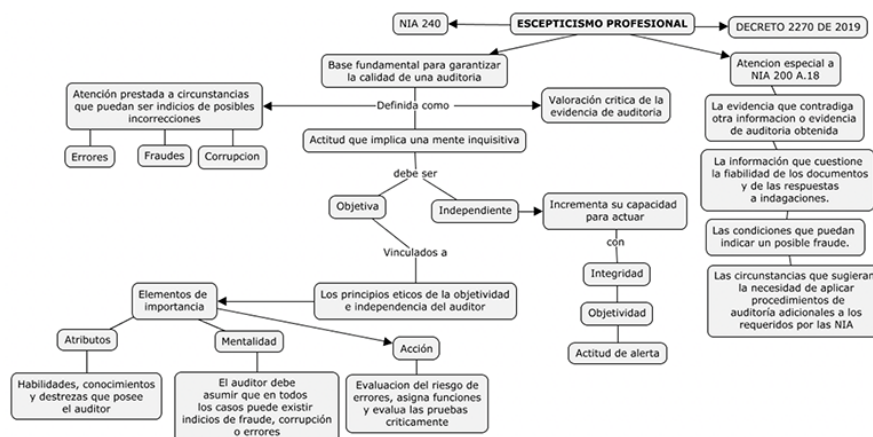 NIA 240
ESCEPTICISMO PROFESIONAL
DECRETO 2270 DE 2019
Base fundamental para garantizar
la calidad de una auditoria
Atencion especial a
NIA 200 A.18
Atención prestada a circunstancias
que puedan ser indicios de posibles
incorrecciones
Definida como
Valoración critica de la
evidencia de auditoria
La evidencia que contradiga
otra informacion o evidencia
de auditoria obtenida
Errores
Fraudes
Corrupcion
Actitud que implica una mente inquisitiva
La información que cuestione
la fiabilidad de los documentos
y de las respuestas
a indagaciones.
debe ser
Objetiva
Independiente
Incrementa su capacidad
para actuar
Las condiciones que puedan
indicar un posible fraude.
con
Vinculados a
Integridad
Las circunstancias que sugieran
la necesidad de aplicar
procedimientos de
auditoría adicionales a los
requeridos por las NIA
Elementos de
importancia
Los principios eticos de la objetividad
e independencia del auditor
Objetividad
Atributos
Mentalidad
Acción
Actitud de alerta
Habilidades, conocimientos
y destrezas que posee
el auditor
El auditor debe
asumir que en todos
los casos puede existir
indicios de fraude, corrupción
o errores
Evaluacion del riesgo de
errores, asigna funciones
y evalua las pruebas
criticamente